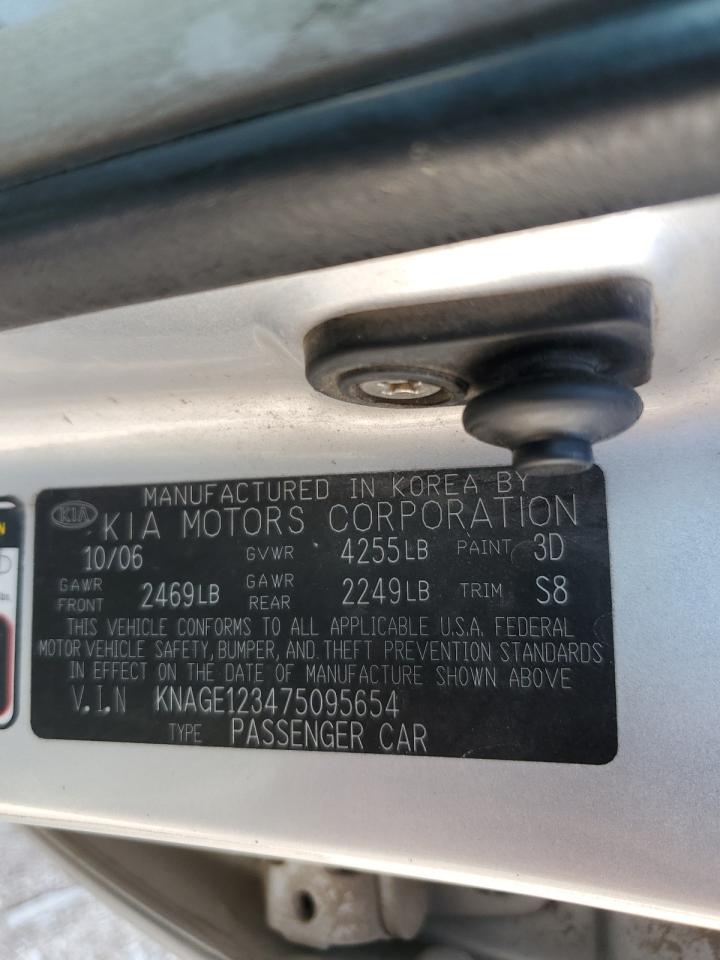 MANUFACTURED IN KOREA BY
KIA KIA MOTORS CORPORATION
10/06 GVWR 4255LB PAINT 3D
GAWR FRONT 2469LB GAWR REAR 2249LB TRIM S8
THIS VEHICLE CONFORMS TO ALL APPLICABLE U.S.A. FEDERAL
MOTOR VEHICLE SAFETY, BUMPER, AND. THEFT PREVENTION STANDARDS
IN EFFECT ON THE DATE OF MANUFACTURE SHOWN ABOVE
V.I.N KNAGE123475095654
TYPE PASSENGER CAR